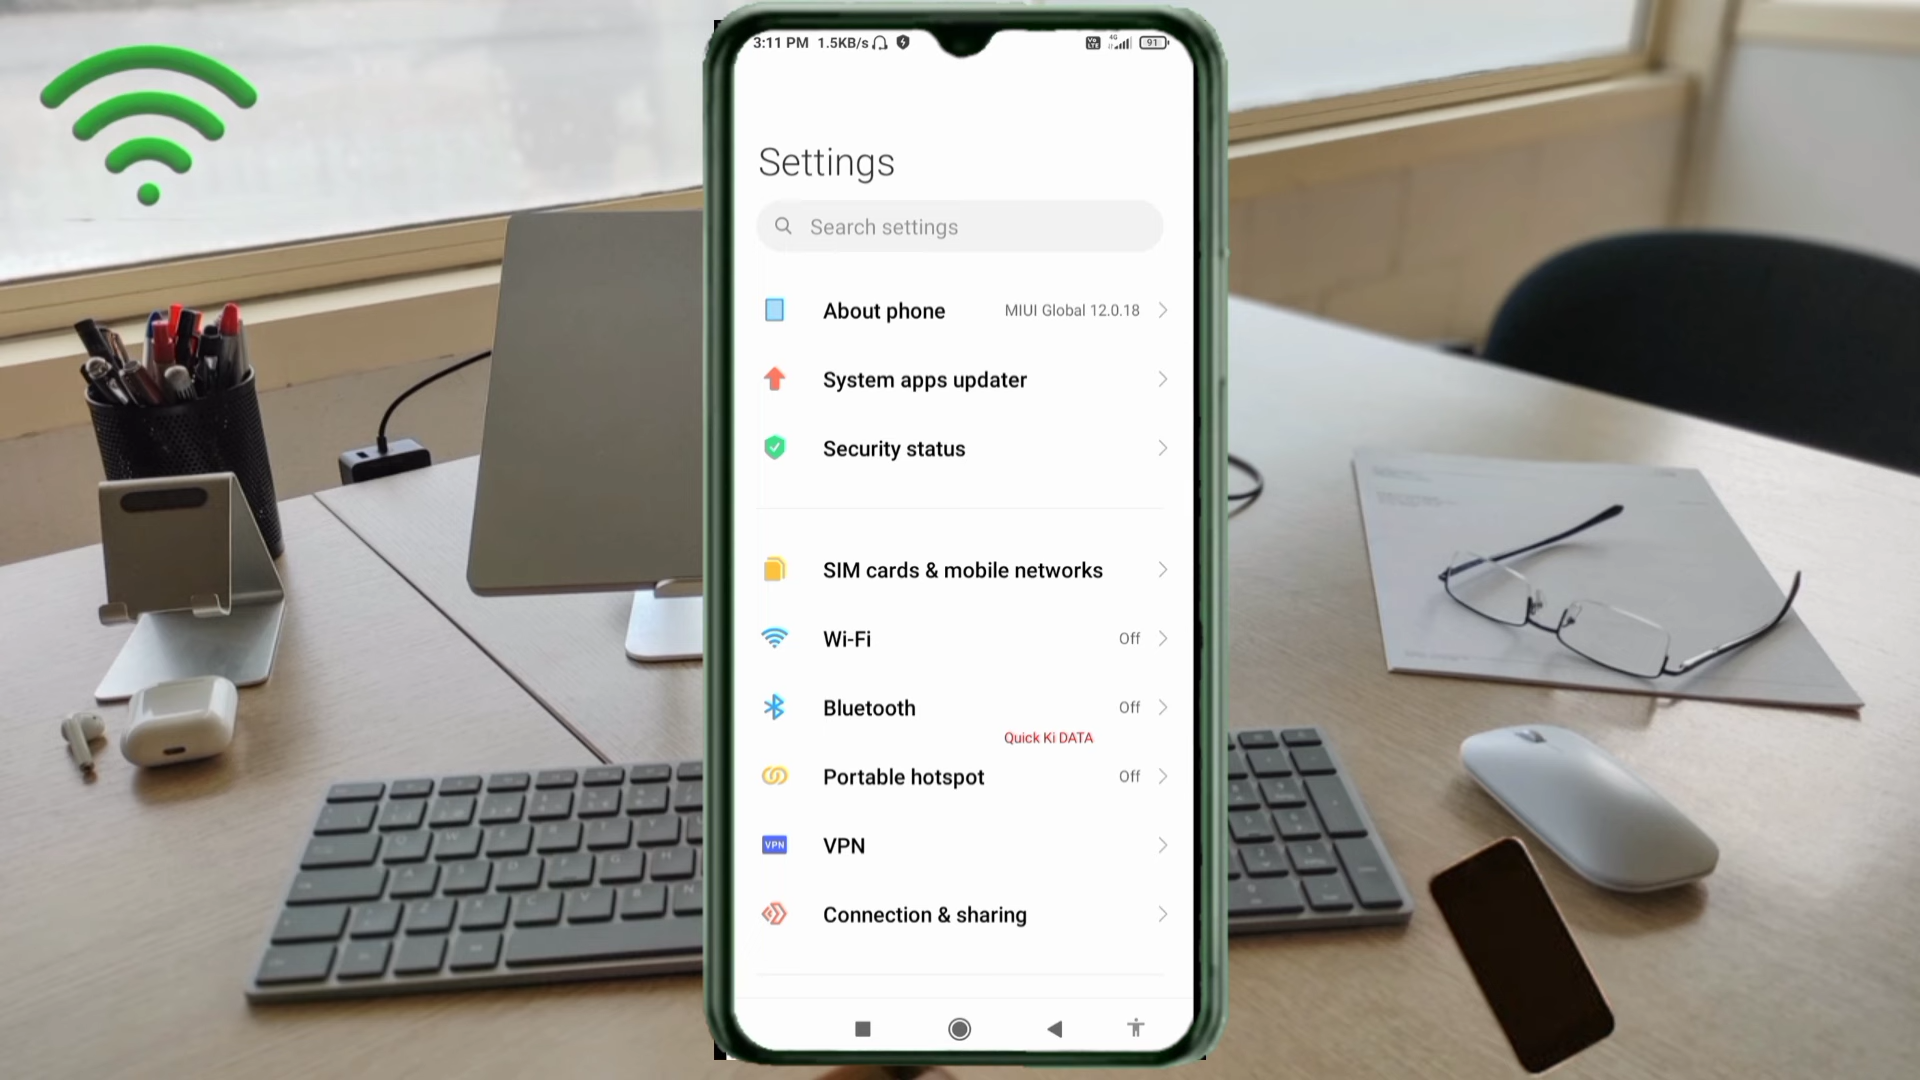 3:11 PM 1.5KB/s
4G
91
Settings
Search settings
About phone MIUI Global 12.0.18
System apps updater
Security status
SIM cards & mobile networks
Wi-Fi Off
Bluetooth Off
Quick Ki DATA
Portable hotspot Off
VPN VPN
Connection & sharing